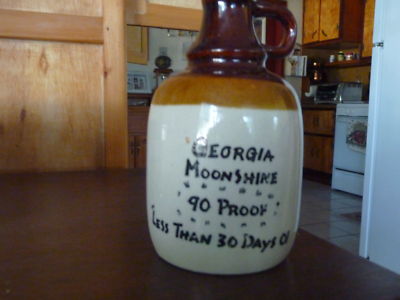 GEORGIA
MOONSHINE
90 PROOF
LESS THAN 30 DAYS OL